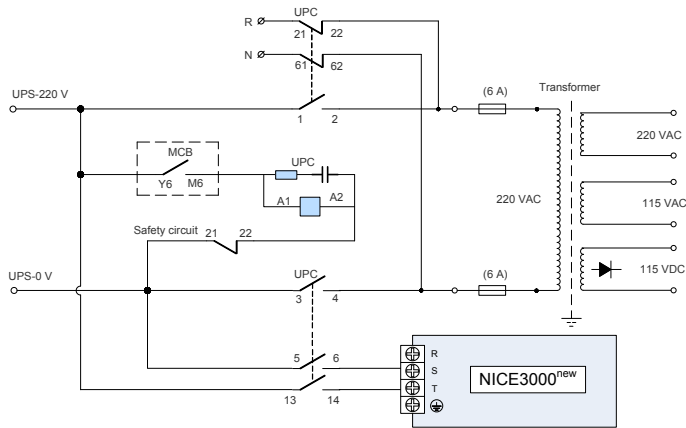 UPC
R
21 22
N
61 62
UPS-220 V
1 2
(6 A)
Transformer
220 VAC
MCB
Y6 M6
UPC
A1 A2
220 VAC
115 VAC
Safety circuit 21 22
UPS-0 V
UPC
3 4
(6 A)
115 VDC
5 6
13 14
R
S
T
NICE3000new